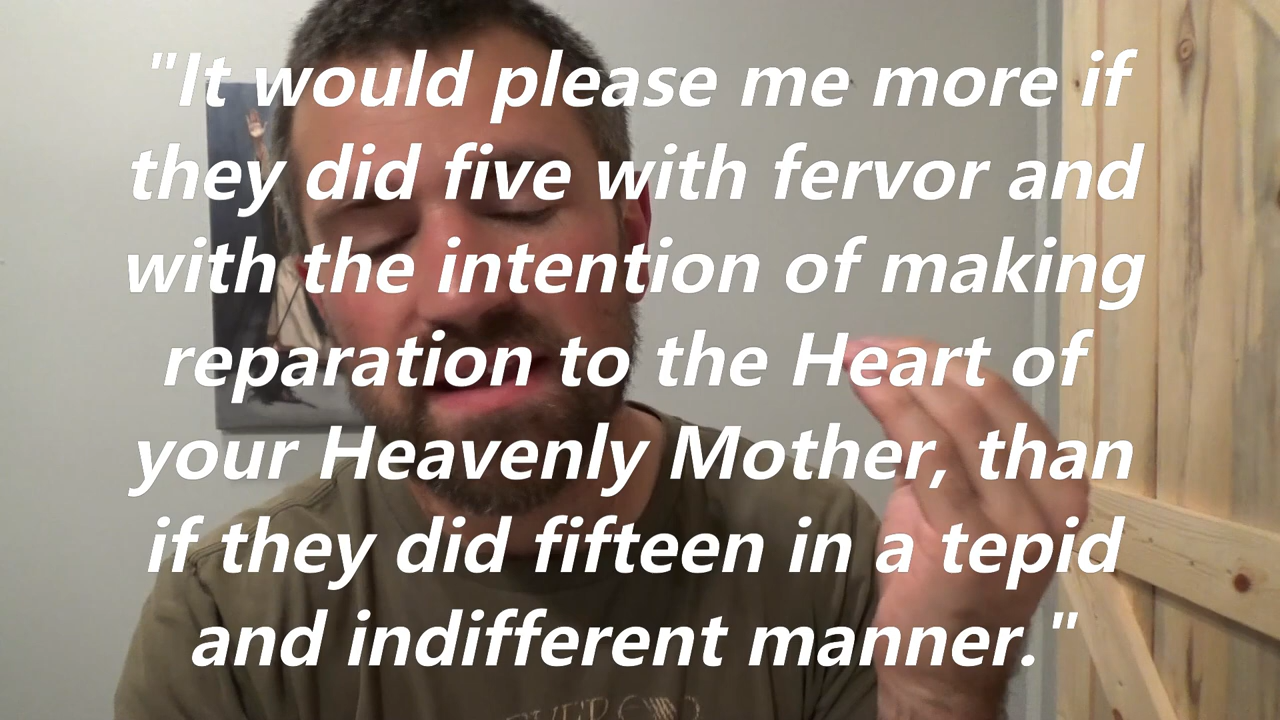 "It would please me more if
they did five with fervor and
with the intention of making
reparation to the Heart of
your Heavenly Mother, than
if they did fifteen in a tepid
and indifferent manner."